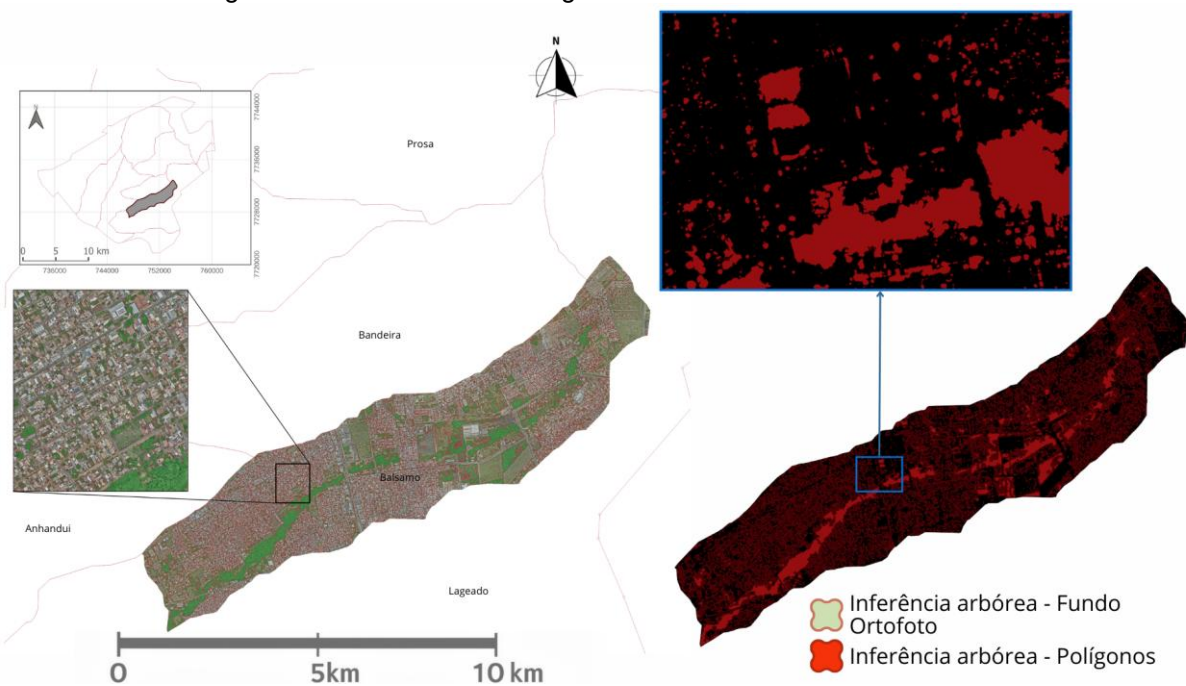 N
N
7744000
7736000
7728000
7720000
0 5 10 km
736000 744000 752000 760000
Prosa
Bandeira
Balsamo
Anhandui
Lageado
0 5km 10 km
Inferência arbórea - Fundo
Ortofoto
Inferência arbórea - Polígonos